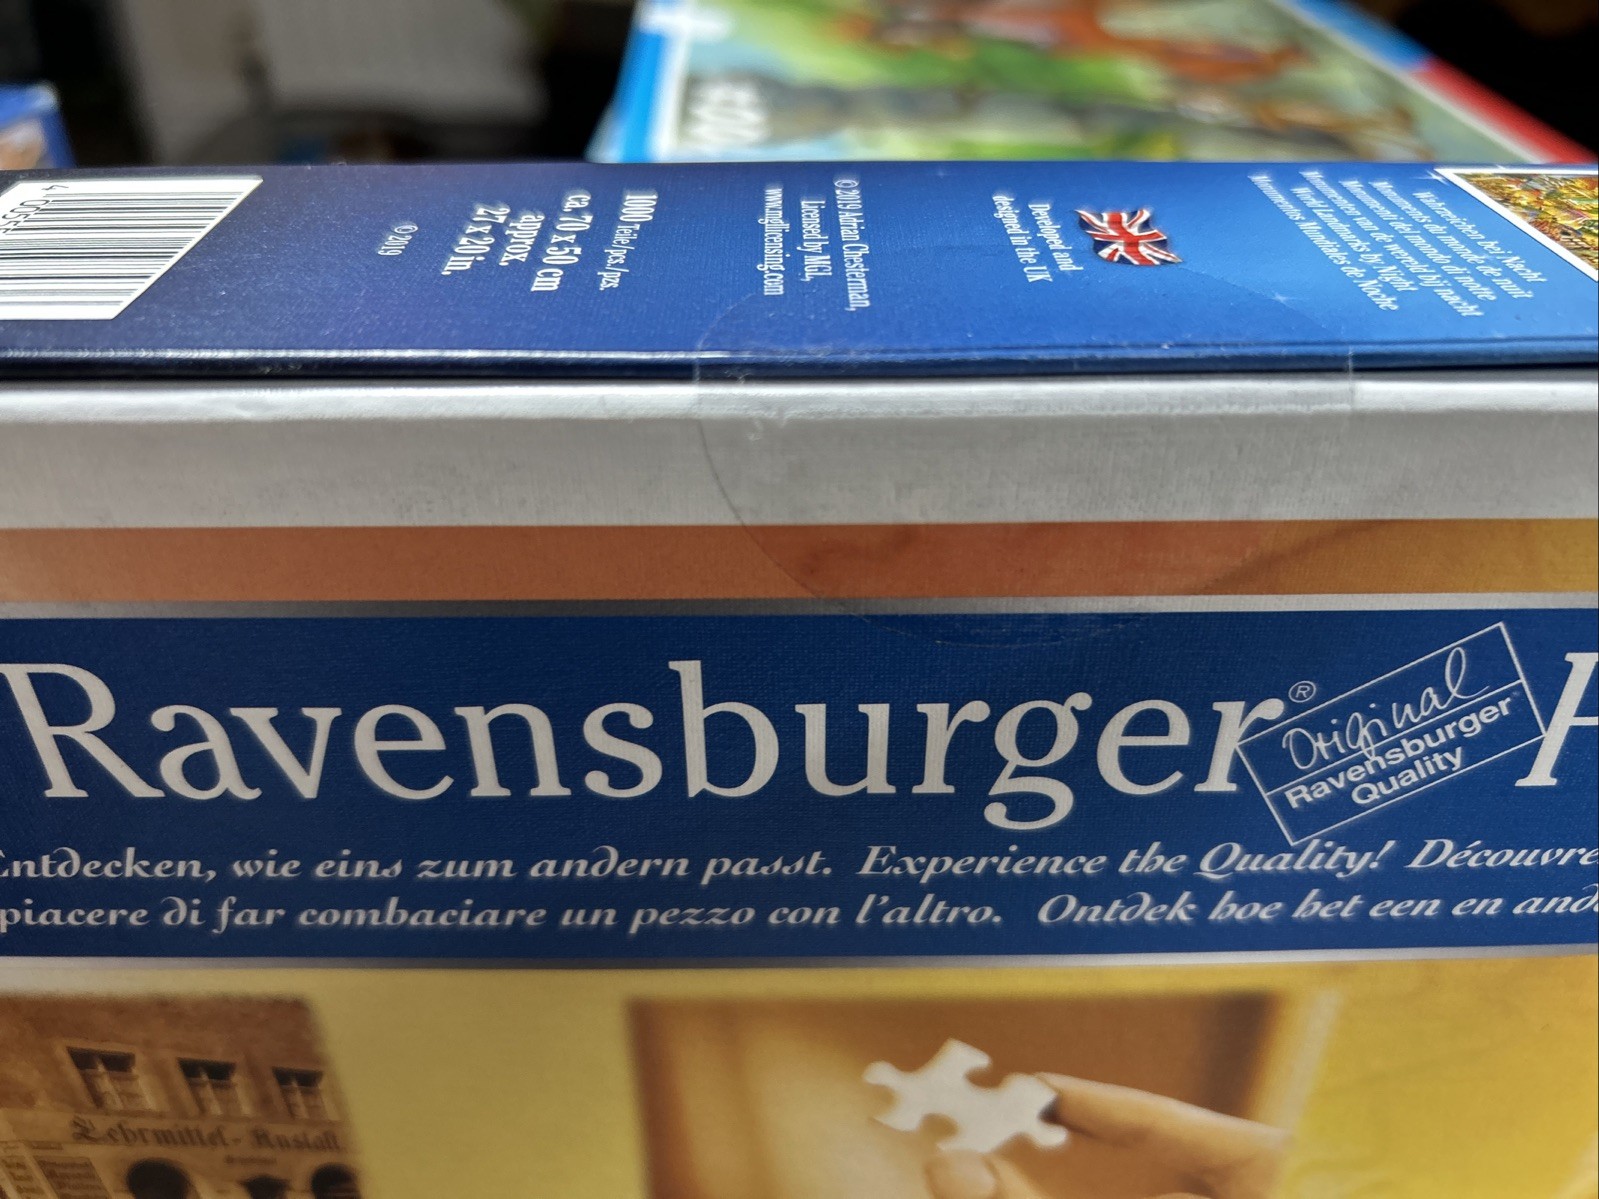 500
4 0055
© 2019
1000 Teile/pcs./pzs.
ca. 70 x 50 cm
approx.
27 x 20 in.
© 2019 Adrian Chesterman,
Licensed by MGL,
www.mgllicensing.com
Developed and
designed in the UK
Wahrzeichen bei Nacht
Monuments du monde de nuit
Monumenti del mondo di notte
Monumenten van de wereld bij nacht
World Landmarks by Night
Monumentos Mundiales de Noche
Ravensburger®
Original
Ravensburger
Quality
Entdecken, wie eins zum andern passt. Experience the Quality! Découvre
piacere di far combaciare un pezzo con l'altro. Ontdek hoe het een en and
Lehrmittel-Anstalt